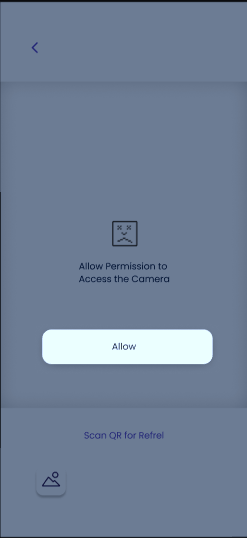 Allow Permission to
Access the Camera
Allow
Scan QR for Refrel